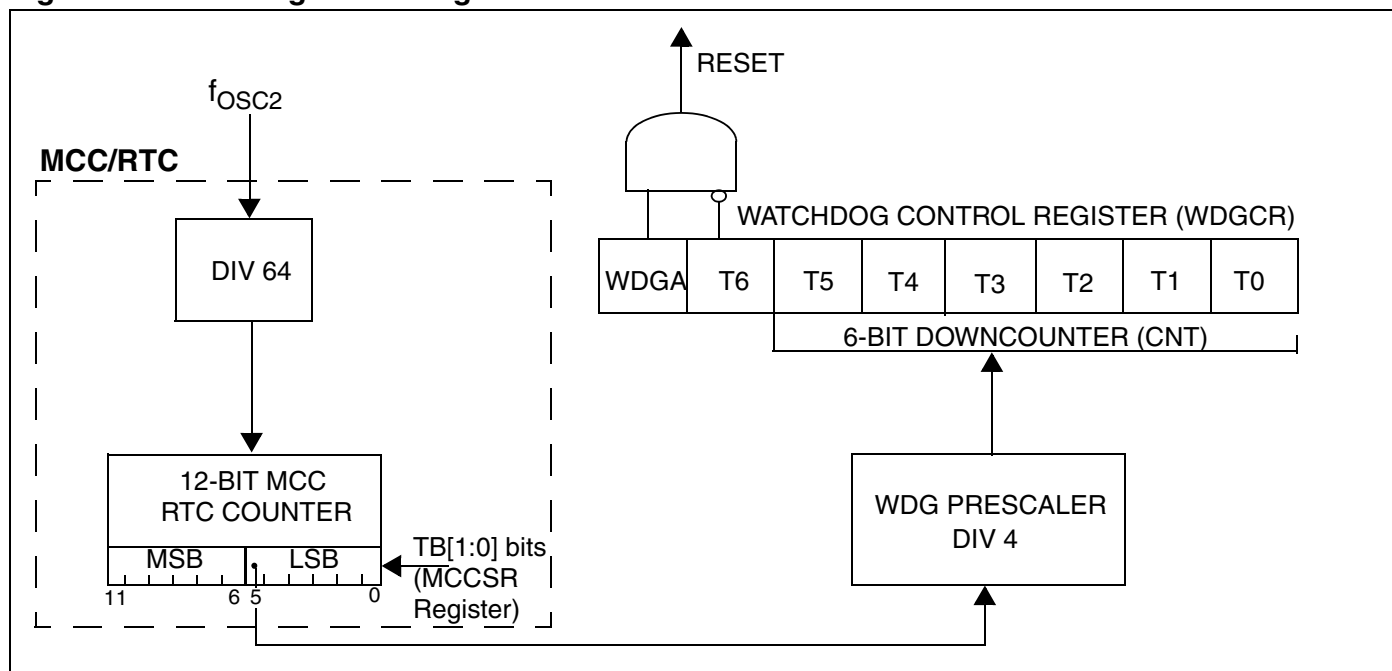 fOSC2
MCC/RTC
DIV 64
12-BIT MCC
RTC COUNTER
MSB LSB
11 6 5 0
TB[1:0] bits
(MCCSR
Register)
RESET
WATCHDOG CONTROL REGISTER (WDGCR)
WDGA T6 T5 T4 T3 T2 T1 T0
6-BIT DOWNCOUNTER (CNT)
WDG PRESCALER
DIV 4